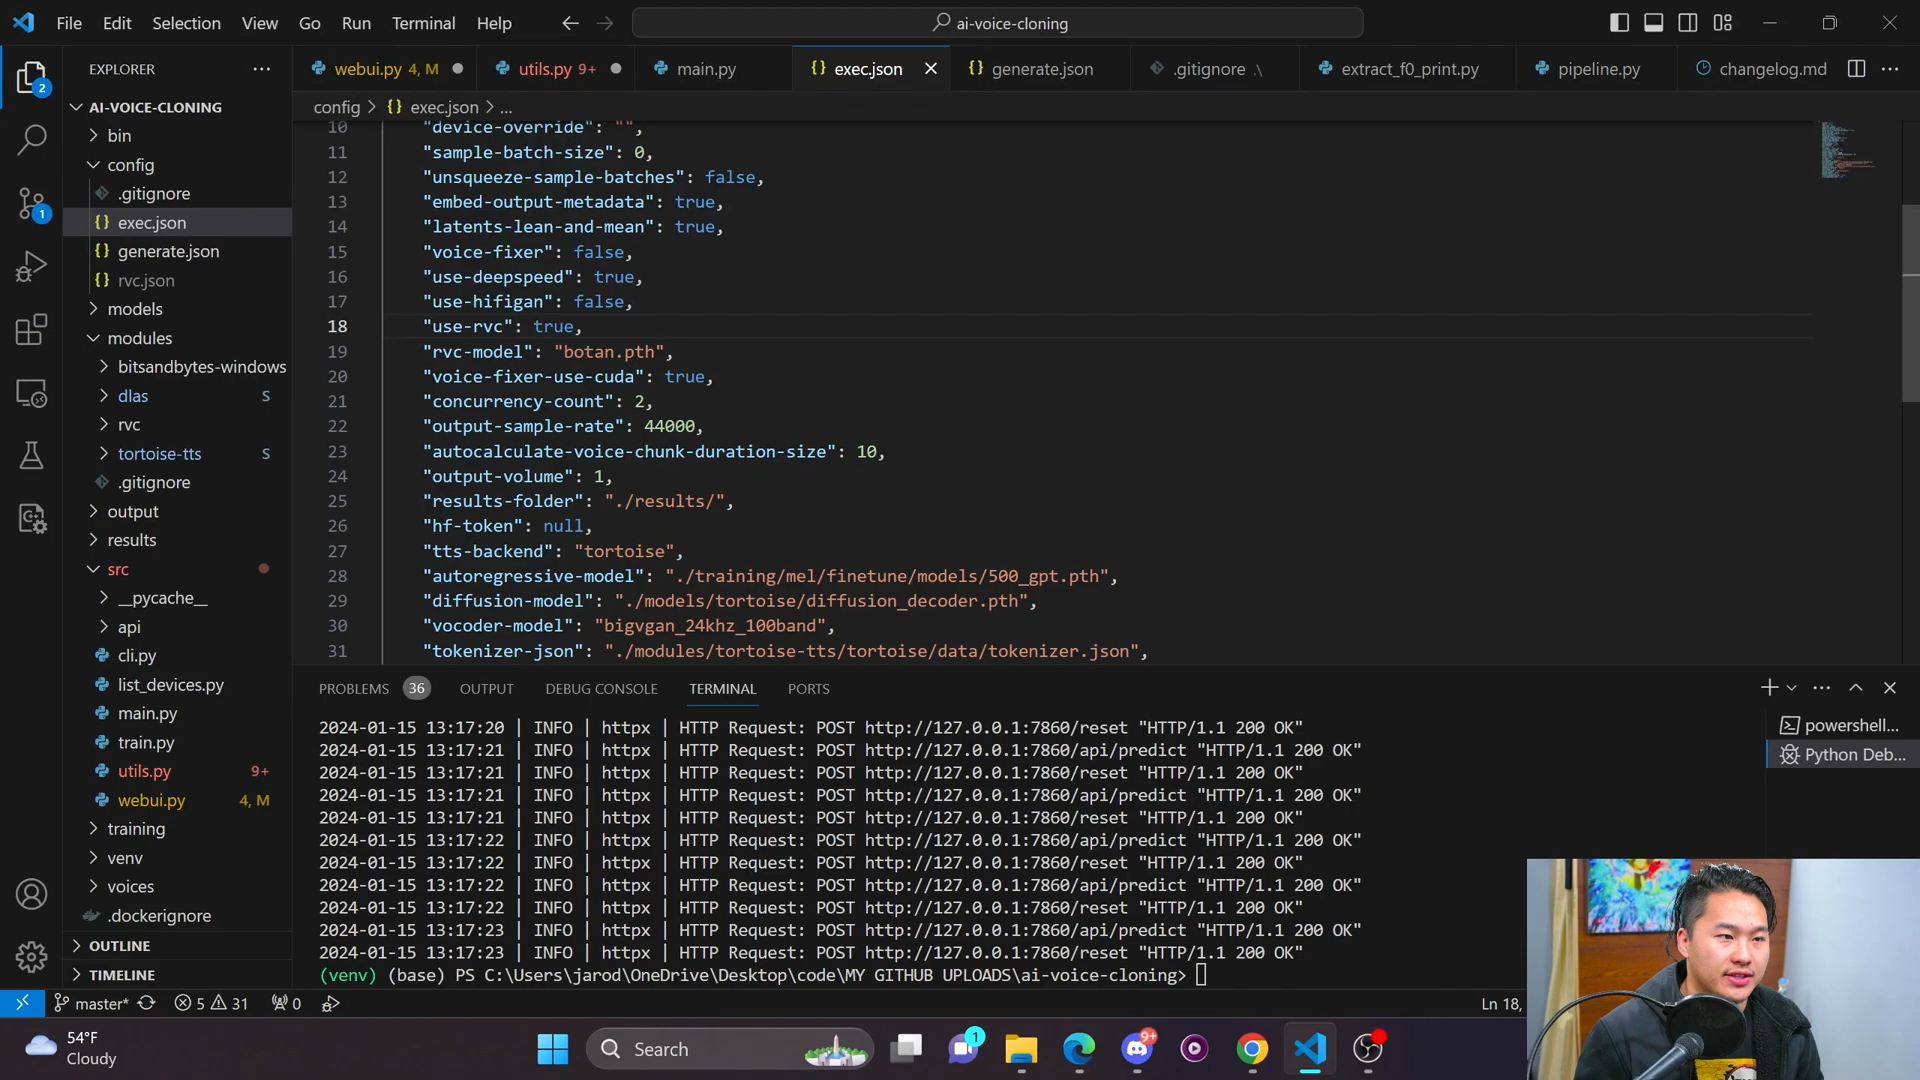 File Edit Selection View Go Run Terminal Help
ai-voice-cloning
EXPLORER
webui.py 4, M
utils.py 9+
main.py
exec.json
generate.json
.gitignore .\
extract_f0_print.py
pipeline.py
changelog.md
config > exec.json > ...
2
1
AI-VOICE-CLONING
bin
config
.gitignore
exec.json
generate.json
rvc.json
models
modules
bitsandbytes-windows
dlas S
rvc
tortoise-tts S
.gitignore
output
results
src
__pycache__
api
cli.py
list_devices.py
main.py
train.py
utils.py 9+
webui.py 4, M
training
venv
voices
.dockerignore
OUTLINE
TIMELINE
10 "device-override": "",
11 "sample-batch-size": 0,
12 "unsqueeze-sample-batches": false,
13 "embed-output-metadata": true,
14 "latents-lean-and-mean": true,
15 "voice-fixer": false,
16 "use-deepspeed": true,
17 "use-hifigan": false,
18 "use-rvc": true,
19 "rvc-model": "botan.pth",
20 "voice-fixer-use-cuda": true,
21 "concurrency-count": 2,
22 "output-sample-rate": 44000,
23 "autocalculate-voice-chunk-duration-size": 10,
24 "output-volume": 1,
25 "results-folder": "./results/",
26 "hf-token": null,
27 "tts-backend": "tortoise",
28 "autoregressive-model": "./training/mel/finetune/models/500_gpt.pth",
29 "diffusion-model": "./models/tortoise/diffusion_decoder.pth",
30 "vocoder-model": "bigvgan_24khz_100band",
31 "tokenizer-json": "./modules/tortoise-tts/tortoise/data/tokenizer.json",
PROBLEMS 36 OUTPUT DEBUG CONSOLE TERMINAL PORTS
2024-01-15 13:17:20 | INFO | httpx | HTTP Request: POST http://127.0.0.1:7860/reset "HTTP/1.1 200 OK"
2024-01-15 13:17:21 | INFO | httpx | HTTP Request: POST http://127.0.0.1:7860/api/predict "HTTP/1.1 200 OK"
2024-01-15 13:17:21 | INFO | httpx | HTTP Request: POST http://127.0.0.1:7860/reset "HTTP/1.1 200 OK"
2024-01-15 13:17:21 | INFO | httpx | HTTP Request: POST http://127.0.0.1:7860/api/predict "HTTP/1.1 200 OK"
2024-01-15 13:17:21 | INFO | httpx | HTTP Request: POST http://127.0.0.1:7860/reset "HTTP/1.1 200 OK"
2024-01-15 13:17:22 | INFO | httpx | HTTP Request: POST http://127.0.0.1:7860/api/predict "HTTP/1.1 200 OK"
2024-01-15 13:17:22 | INFO | httpx | HTTP Request: POST http://127.0.0.1:7860/reset "HTTP/1.1 200 OK"
2024-01-15 13:17:22 | INFO | httpx | HTTP Request: POST http://127.0.0.1:7860/api/predict "HTTP/1.1 200 OK"
2024-01-15 13:17:22 | INFO | httpx | HTTP Request: POST http://127.0.0.1:7860/reset "HTTP/1.1 200 OK"
2024-01-15 13:17:23 | INFO | httpx | HTTP Request: POST http://127.0.0.1:7860/api/predict "HTTP/1.1 200 OK"
2024-01-15 13:17:23 | INFO | httpx | HTTP Request: POST http://127.0.0.1:7860/reset "HTTP/1.1 200 OK"
(venv) (base) PS C:\Users\jarod\OneDrive\Desktop\code\MY GITHUB UPLOADS\ai-voice-cloning>
powershell...
Python Deb...
master* 5 31 0
Ln 18,
54°F
Cloudy
Search
1
9+